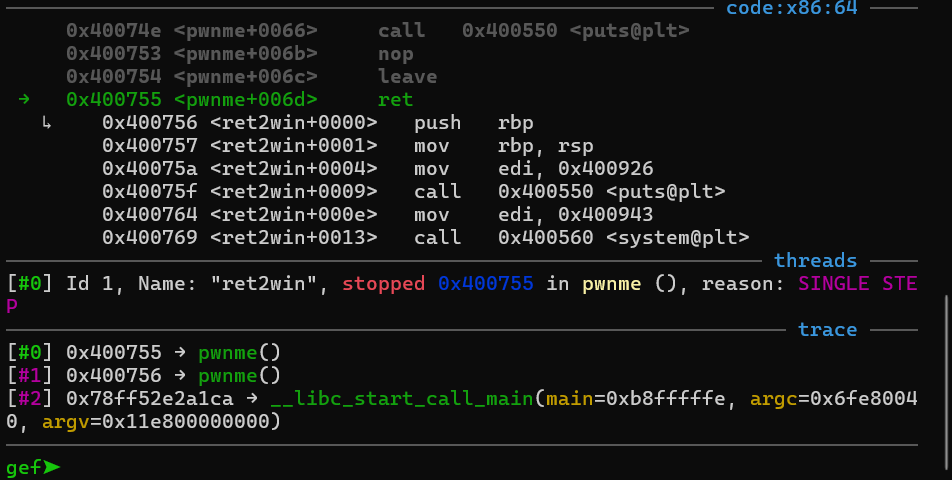 code:x86:64
0x40074e <pwnme+0066>     call   0x400550 <puts@plt>
0x400753 <pwnme+006b>     nop
0x400754 <pwnme+006c>     leave
→   0x400755 <pwnme+006d>     ret
↳    0x400756 <ret2win+0000>   push   rbp
0x400757 <ret2win+0001>   mov    rbp, rsp
0x40075a <ret2win+0004>   mov    edi, 0x400926
0x40075f <ret2win+0009>   call   0x400550 <puts@plt>
0x400764 <ret2win+000e>   mov    edi, 0x400943
0x400769 <ret2win+0013>   call   0x400560 <system@plt>
threads
[#0] Id 1, Name: "ret2win", stopped 0x400755 in pwnme (), reason: SINGLE STE
P
trace
[#0] 0x400755 → pwnme()
[#1] 0x400756 → pwnme()
[#2] 0x78ff52e2a1ca → __libc_start_call_main(main=0xb8fffffe, argc=0x6fe8004
0, argv=0x11e800000000)
gef➤